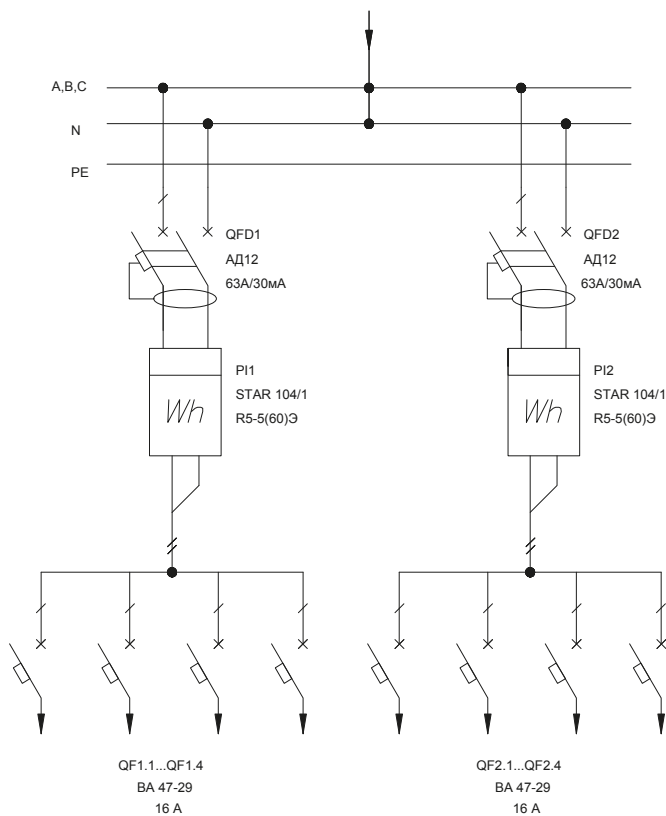 A,B,C
N
PE
QFD1
АД12
63А/30мА
QFD2
АД12
63А/30мА
PI1
STAR 104/1
R5-5(60)Э
Wh
PI2
STAR 104/1
R5-5(60)Э
Wh
QF1.1...QF1.4
ВА 47-29
16 А
QF2.1...QF2.4
ВА 47-29
16 А